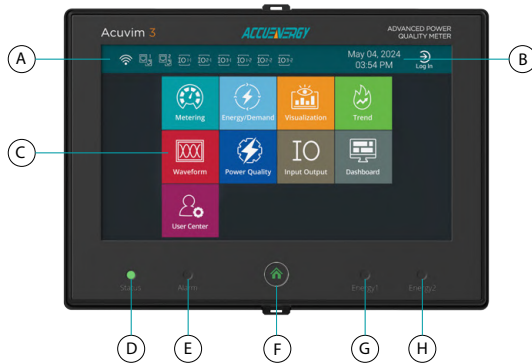 Acuvim 3
ACCUENERGY
ADVANCED POWER
QUALITY METER
A
May 04, 2024
03:54 PM
Log In
B
Metering
Energy/Demand
Visualization
Trend
C
Waveform
Power Quality
IO
Input Output
Dashboard
User Center
Status
Alarm
Energy1
Energy2
D
E
F
G
H